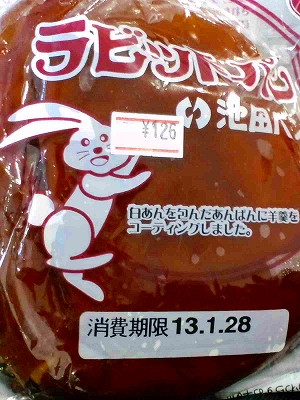 ラビットパン
池田パ
¥126
白あんを包んだあんぱんに羊羹を
コーティングしました。
消費期限 13.1.28